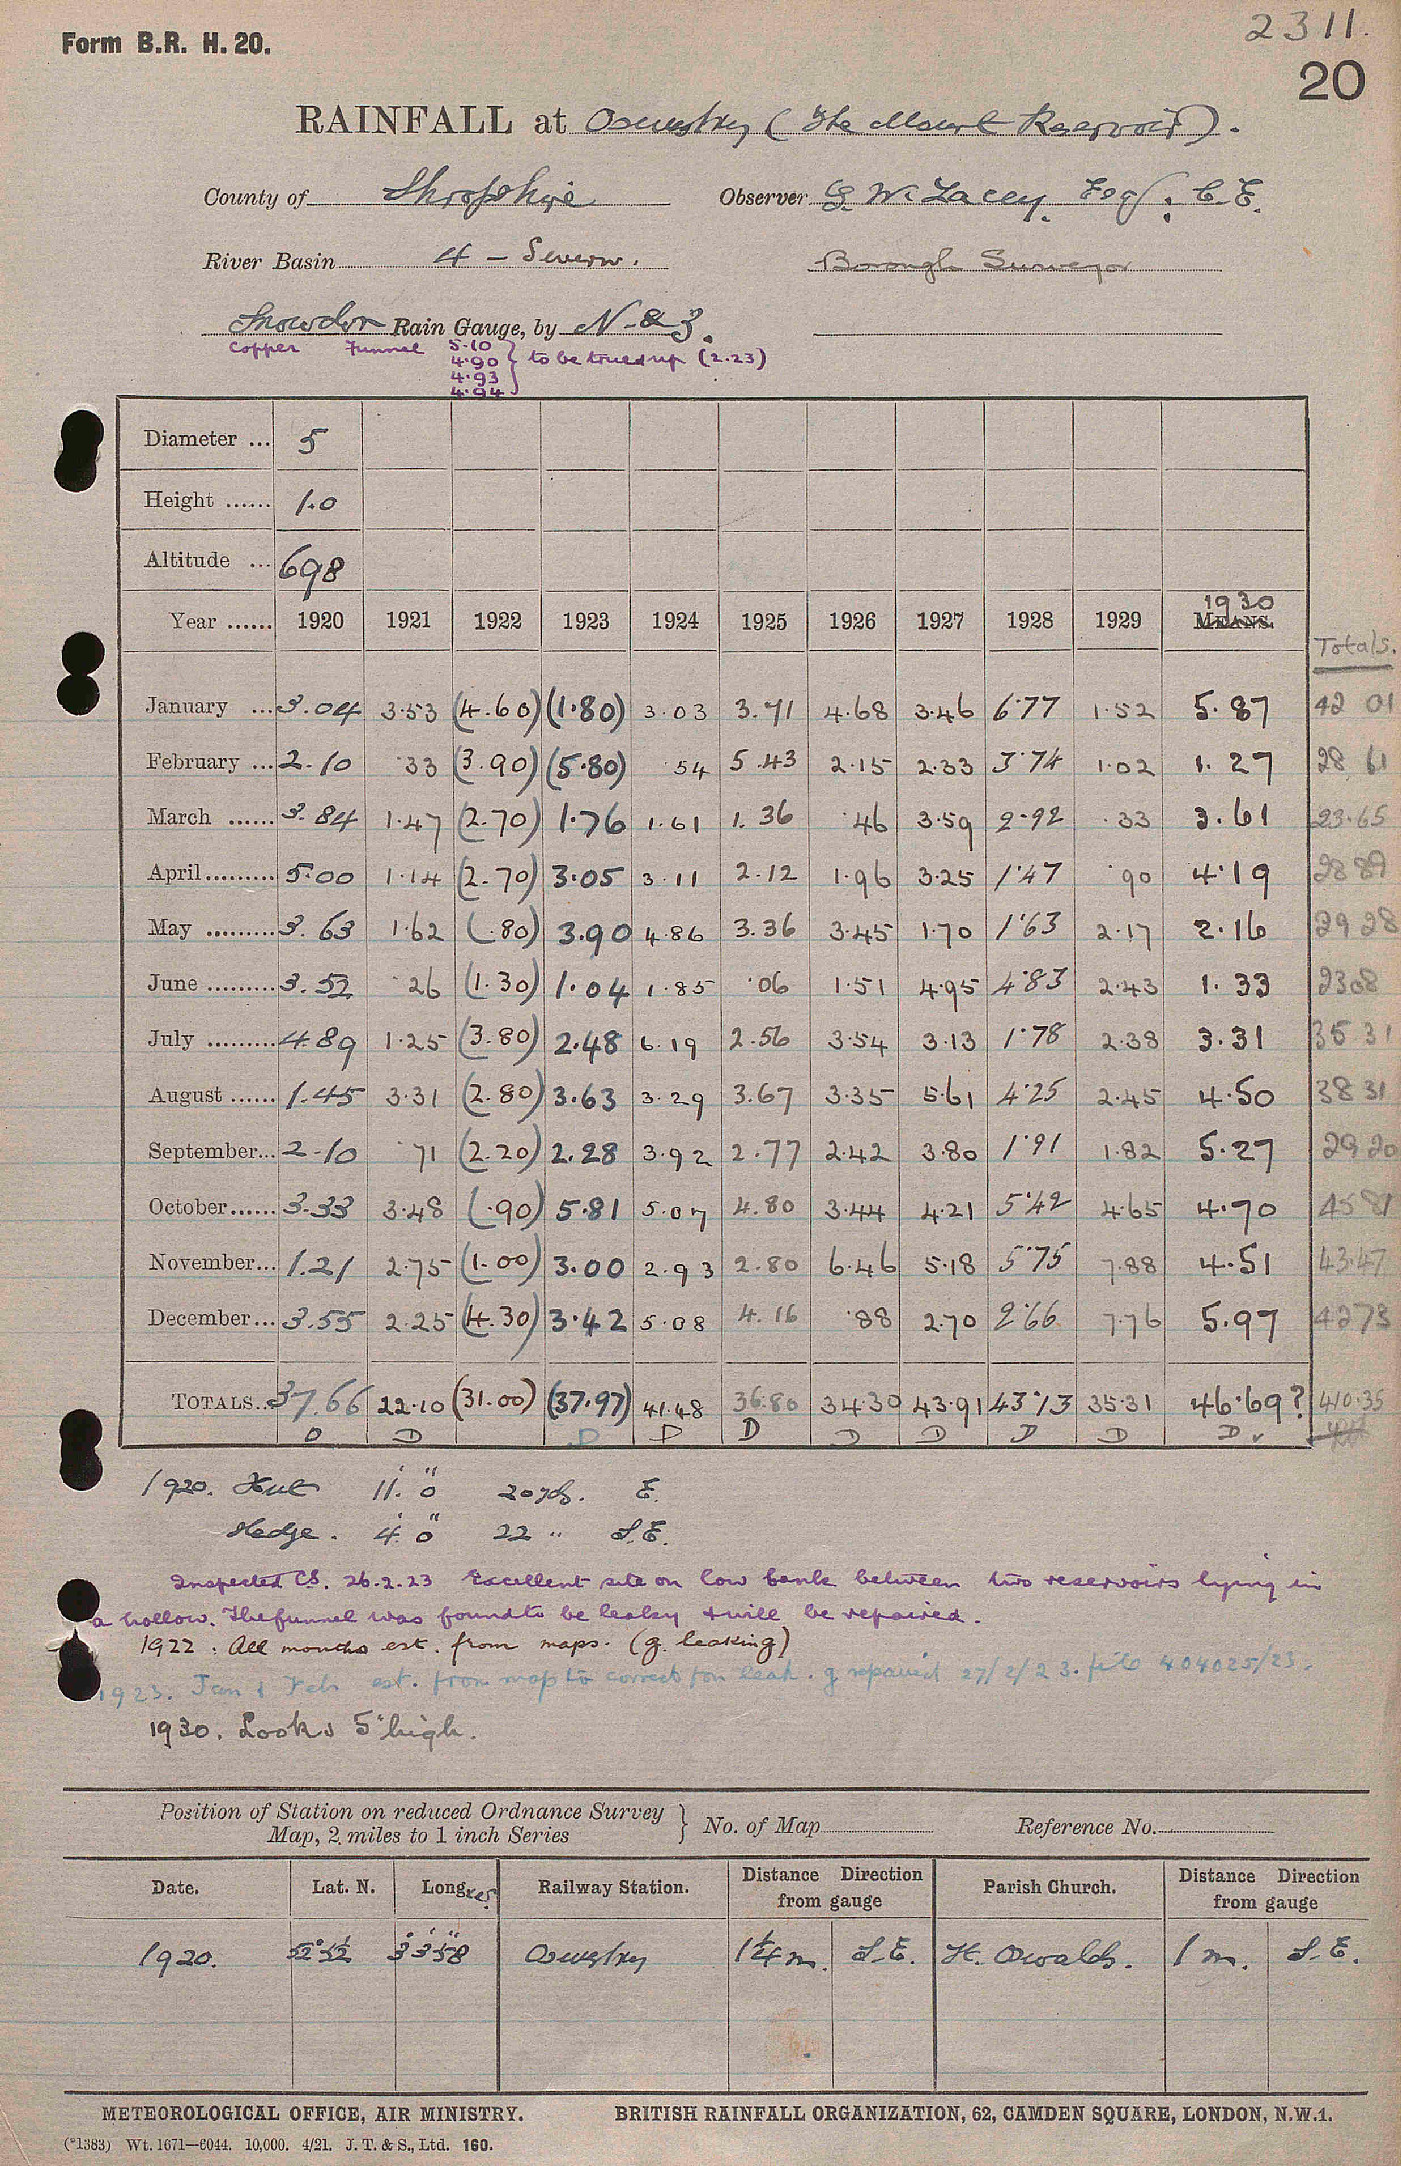 Form B.R. H. 20.
2311.
20
RAINFALL at Oswestry (The Mount Reservoir).
County of Shropshire Observer G. W. Lacey. Esq. C.E.
River Basin 4 - Severn. Borough Surveyor
Snowdon Rain Gauge, by N & Z.
Copper Funnel 5.10 4.90 4.93 4.94 } to be trued up (2.23)
Diameter ... 5
Height ...... 1.0
Altitude ... 698
Year ...... 1920 1921 1922 1923 1924 1925 1926 1927 1928 1929 MEANS. 1930 Totals.
January ... 3.04 3.53 (4.60) (1.80) 3.03 3.71 4.68 3.46 6.77 1.52 5.87 42 01
February ... 2.10 .33 (3.90) (5.80) .54 5.43 2.15 2.33 3.74 1.02 1.27 28 61
March ...... 3.84 1.47 (2.70) 1.76 1.61 1.36 .46 3.59 2.92 .33 3.61 23.65
April ......... 5.00 1.14 (2.70) 3.05 3.11 2.12 1.96 3.25 1.47 .90 4.19 28 89
May ......... 3.63 1.62 (.80) 3.90 4.86 3.36 3.45 1.70 1.63 2.17 2.16 29 28
June ......... 3.52 .26 (1.30) 1.04 1.85 .06 1.51 4.95 4.83 2.43 1.33 23 08
July ......... 4.89 1.25 (3.80) 2.48 6.19 2.56 3.54 3.13 1.78 2.38 3.31 35 31
August ...... 1.45 3.31 (2.80) 3.63 3.29 3.67 3.35 5.61 4.25 2.45 4.50 38 31
September... 2.10 .71 (2.20) 2.28 3.92 2.77 2.42 3.80 1.91 1.82 5.27 29 20
October...... 3.33 3.48 (.90) 5.81 5.07 4.80 3.44 4.21 5.42 4.65 4.70 45 81
November... 1.21 2.75 (1.00) 3.00 2.93 2.80 6.46 5.18 5.75 7.88 4.51 43.47
December... 3.55 2.25 (4.30) 3.42 5.08 4.16 .88 2.70 2.66 7.76 5.97 42 73
TOTALS... 37.66 22.10 (31.00) (37.97) 41.48 36.80 34.30 43.91 43.13 35.31 46.69? 410.35
D D D D D D D D D D
1920. Hut 11' 0" 20 yds. E.
Hedge. 4' 0" 22 " S.E.
Inspected C.S. 26.2.23 Excellent site on low bank between two reservoirs lying in
a hollow. The funnel was found to be leaky & will be repaired.
1922. All months est. from maps. (g. leaking)
1923. Jan & Feb est. from map to correct for leak. g repaired 27/2/23. file 404025/23.
1930. Looks 5" high.
Position of Station on reduced Ordnance Survey Map, 2 miles to 1 inch Series } No. of Map Reference No.
Date. Lat. N. Long. Railway Station. Distance Direction from gauge Parish Church. Distance Direction from gauge
1920. 52° 52' 3° 3' 58" Oswestry 1¼ m. S.E. St. Oswalds. 1 m. S.E.
METEOROLOGICAL OFFICE, AIR MINISTRY. BRITISH RAINFALL ORGANIZATION, 62, CAMDEN SQUARE, LONDON, N.W.1.
(*1383) Wt. 1671—6044. 10,000. 4/21. J. T. & S., Ltd. 160.